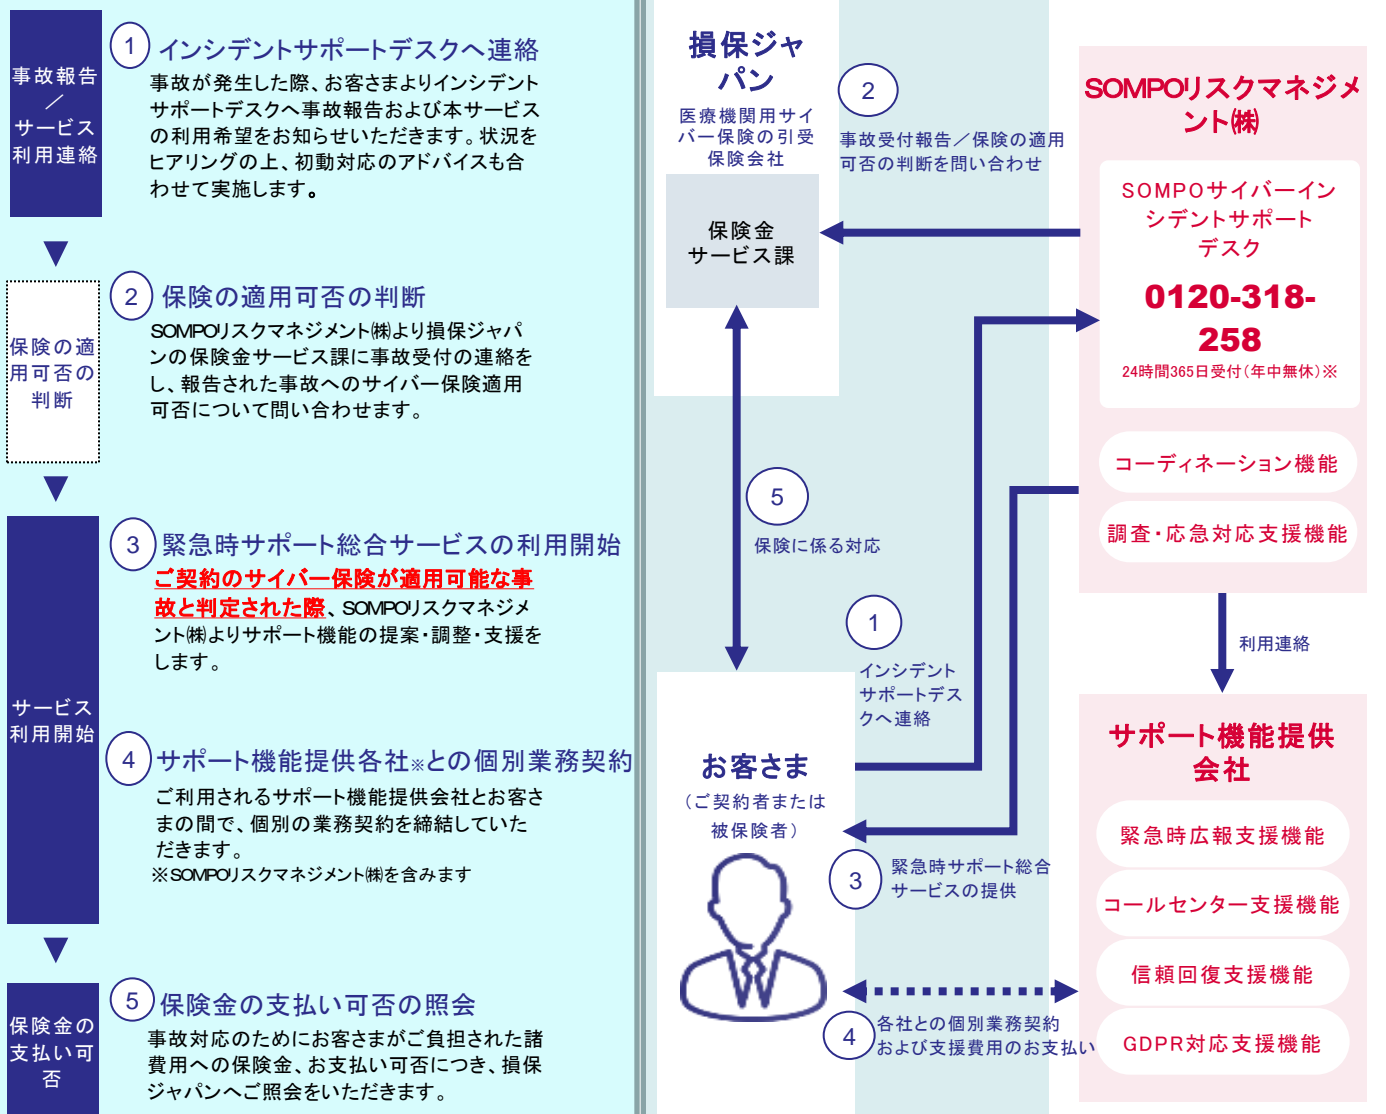 事故報告
／
サービス
利用連絡
1
インシデントサポートデスクへ連絡
事故が発生した際、お客さまよりインシデント
サポートデスクへ事故報告および本サービス
の利用希望をお知らせいただきます。状況を
ヒアリングの上、初動対応のアドバイスも合
わせて実施します。
保険の適
用可否の
判断
2
保険の適用可否の判断
SOMPOリスクマネジメント㈱より損保ジャパ
ンの保険金サービス課に事故受付の連絡を
し、報告された事故へのサイバー保険適用
可否について問い合わせます。
サービス
利用開始
3
緊急時サポート総合サービスの利用開始
ご契約のサイバー保険が適用可能な事
故と判定された際、SOMPOリスクマネジメ
ント㈱よりサポート機能の提案・調整・支援を
します。
4
サポート機能提供各社※との個別業務契約
ご利用されるサポート機能提供会社とお客さ
まの間で、個別の業務契約を締結していた
だきます。
※SOMPOリスクマネジメント㈱を含みます
保険金の
支払い可
否
5
保険金の支払い可否の照会
事故対応のためにお客さまがご負担された諸
費用への保険金、お支払い可否につき、損保
ジャパンへご照会をいただきます。
損保ジャ
パン
医療機関用サイ
バー保険の引受
保険会社
保険金
サービス課
2
事故受付報告／保険の適用
可否の判断を問い合わせ
SOMPOリスクマネジメ
ント㈱
SOMPOサイバーイン
シデントサポート
デスク
0120-318-
258
24時間365日受付（年中無休）※
コーディネーション機能
調査・応急対応支援機能
5
保険に係る対応
1
インシデント
サポートデス
クへ連絡
利用連絡
お客さま
（ご契約者または
被保険者）
3
緊急時サポート総合
サービスの提供
4
各社との個別業務契約
および支援費用のお支払い
サポート機能提供
会社
緊急時広報支援機能
コールセンター支援機能
信頼回復支援機能
GDPR対応支援機能